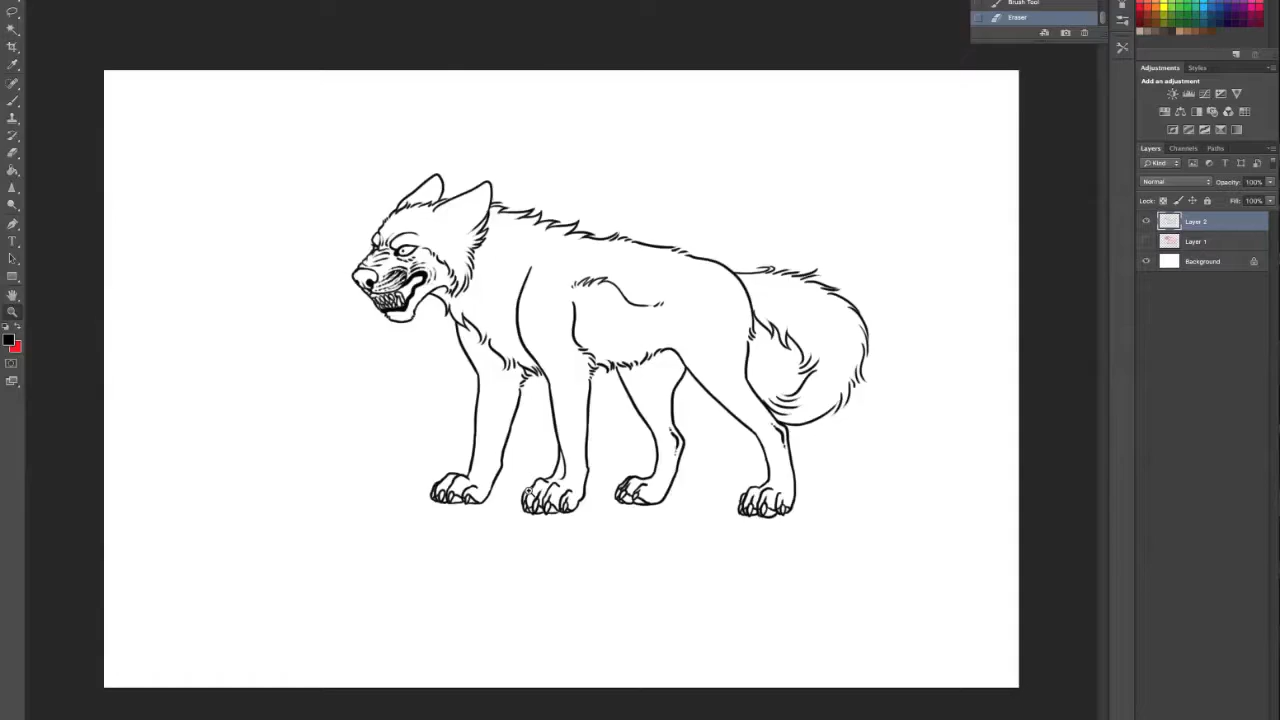 Brush Tool
Eraser
Adjustments Styles
Add an adjustment
Layers Channels Paths
Kind
Normal Opacity: 100%
Lock: Fill: 100%
Layer 2
Layer 1
Background
T